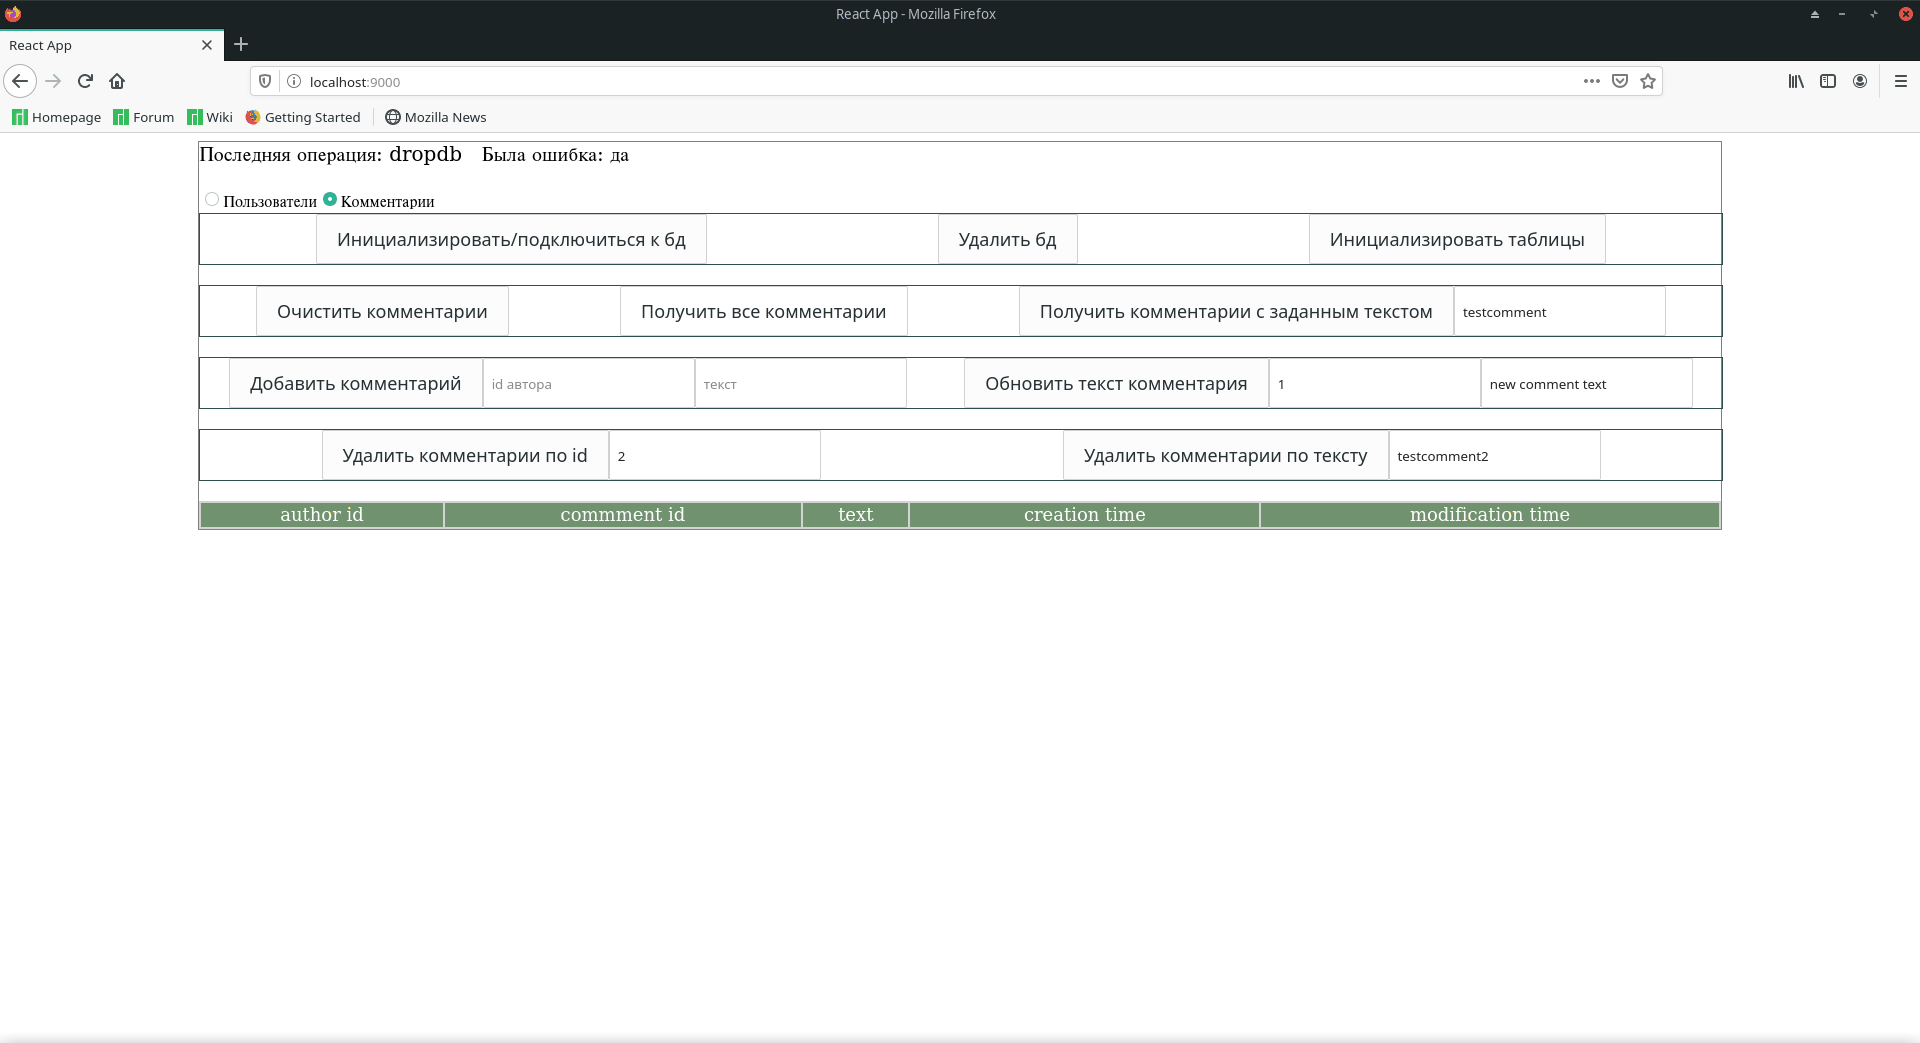 React App - Mozilla Firefox
React App
localhost:9000
Homepage Forum Wiki Getting Started Mozilla News
Последняя операция: dropdb Была ошибка: да
Пользователи Комментарии
Инициализировать/подключиться к бд Удалить бд Инициализировать таблицы
Очистить комментарии Получить все комментарии Получить комментарии с заданным текстом testcomment
Добавить комментарий id автора текст Обновить текст комментария 1 new comment text
Удалить комментарии по id 2 Удалить комментарии по тексту testcomment2
author id commment id text creation time modification time